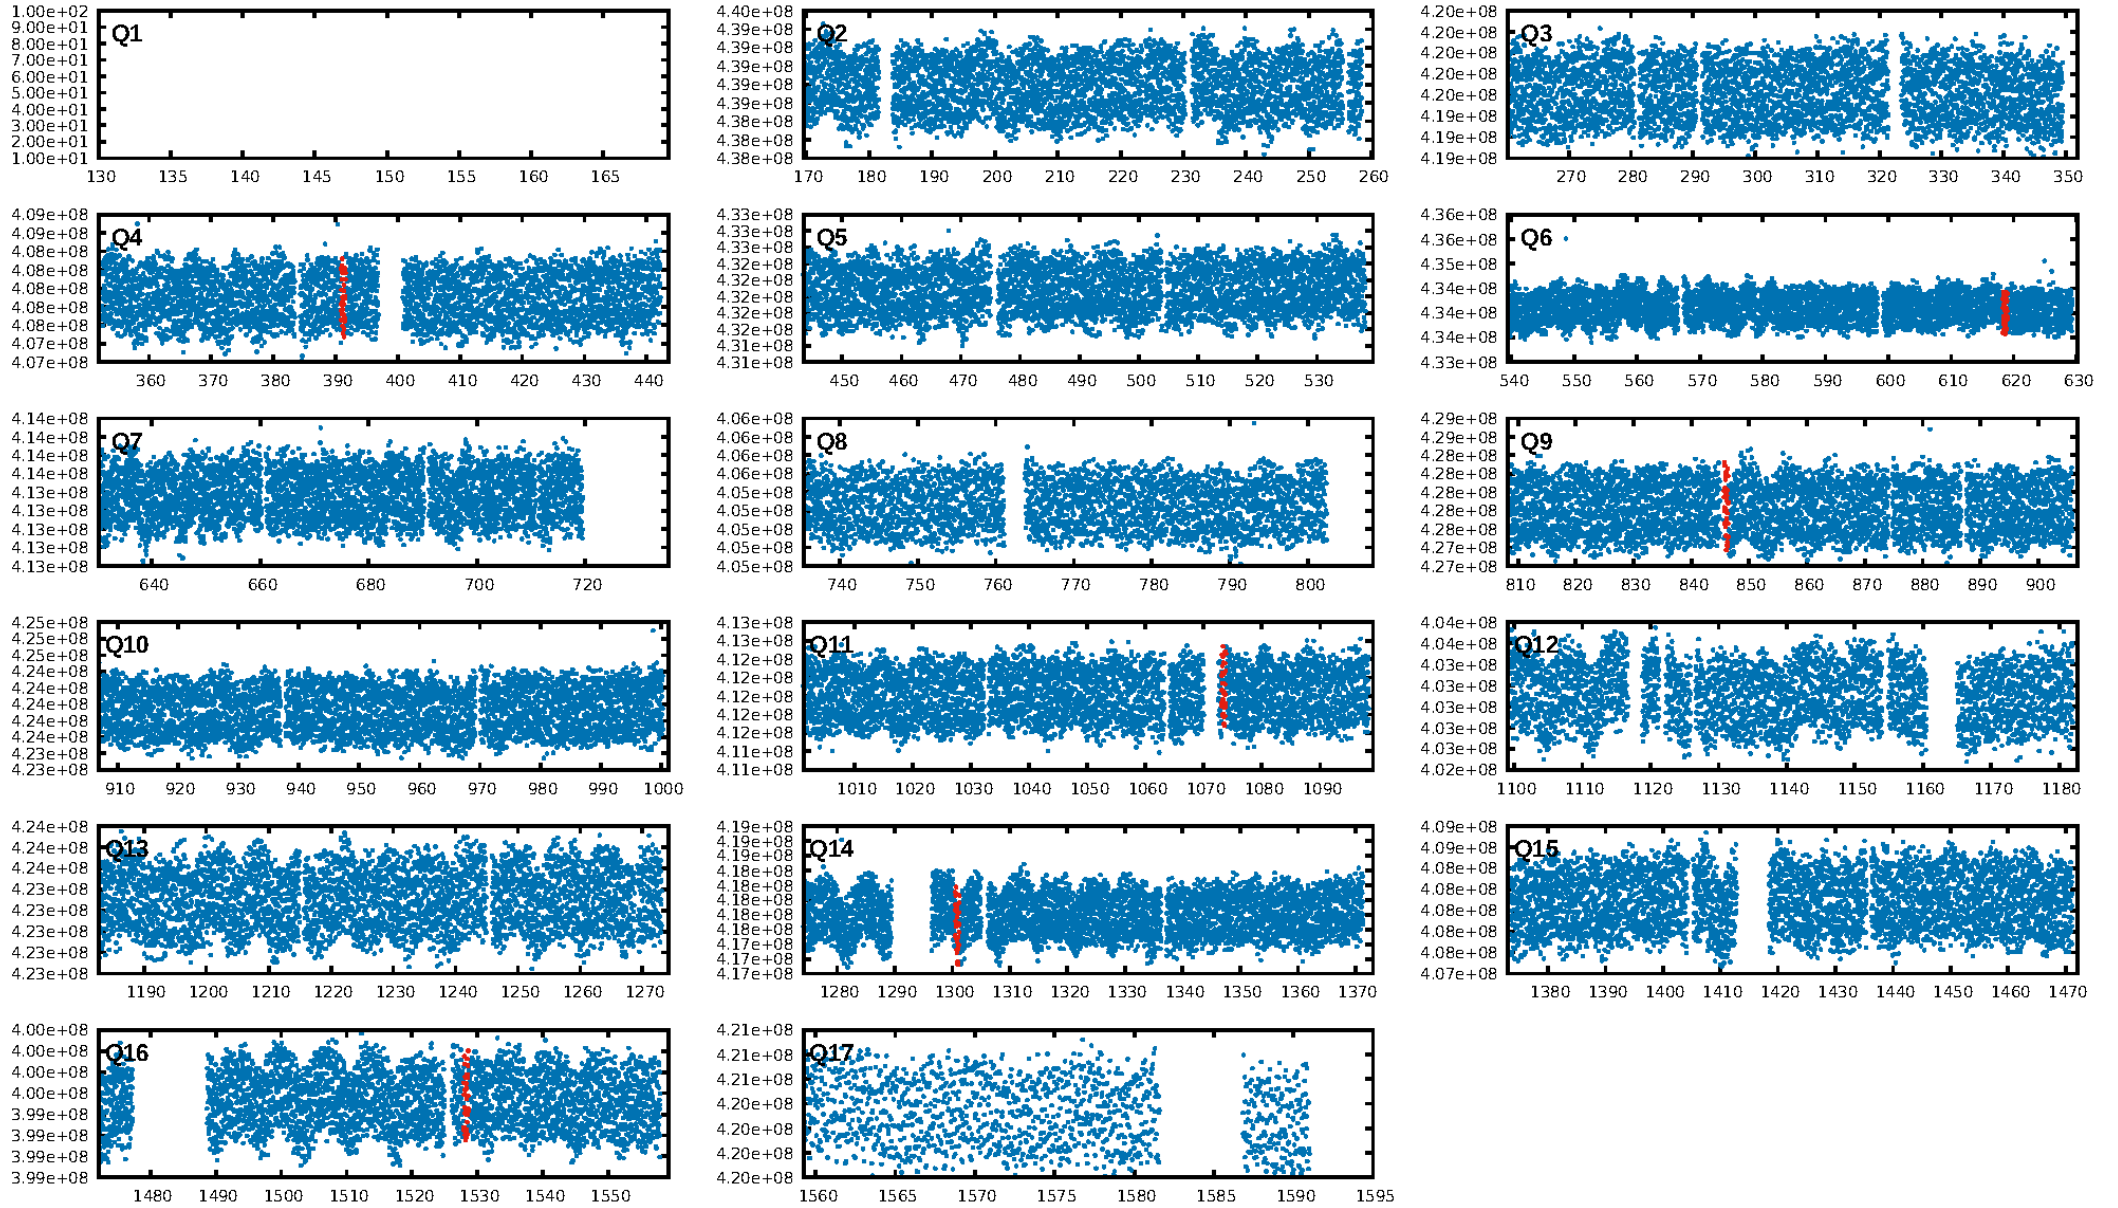 1.00e+02
9.00e+01
8.00e+01
7.00e+01
6.00e+01
5.00e+01
4.00e+01
3.00e+01
2.00e+01
1.00e+01
Q1
130 135 140 145 150 155 160 165
4.40e+08
4.39e+08
4.39e+08
4.39e+08
4.39e+08
4.39e+08
4.38e+08
4.38e+08
4.38e+08
Q2
170 180 190 200 210 220 230 240 250 260
4.20e+08
4.20e+08
4.20e+08
4.20e+08
4.20e+08
4.19e+08
4.19e+08
4.19e+08
Q3
270 280 290 300 310 320 330 340 350
4.09e+08
4.09e+08
4.08e+08
4.08e+08
4.08e+08
4.08e+08
4.08e+08
4.07e+08
4.07e+08
Q4
360 370 380 390 400 410 420 430 440
4.33e+08
4.33e+08
4.33e+08
4.32e+08
4.32e+08
4.32e+08
4.32e+08
4.31e+08
4.31e+08
Q5
450 460 470 480 490 500 510 520 530
4.36e+08
4.36e+08
4.35e+08
4.34e+08
4.34e+08
4.34e+08
4.33e+08
Q6
540 550 560 570 580 590 600 610 620 630
4.14e+08
4.14e+08
4.14e+08
4.13e+08
4.13e+08
4.13e+08
4.13e+08
4.13e+08
4.13e+08
Q7
640 660 680 700 720
4.06e+08
4.06e+08
4.06e+08
4.06e+08
4.05e+08
4.05e+08
4.05e+08
4.05e+08
4.05e+08
Q8
740 750 760 770 780 790 800
4.29e+08
4.29e+08
4.28e+08
4.28e+08
4.28e+08
4.28e+08
4.28e+08
4.27e+08
4.27e+08
Q9
810 820 830 840 850 860 870 880 890 900
4.25e+08
4.25e+08
4.25e+08
4.24e+08
4.24e+08
4.24e+08
4.24e+08
4.24e+08
4.23e+08
4.23e+08
Q10
910 920 930 940 950 960 970 980 990 1000
4.13e+08
4.13e+08
4.12e+08
4.12e+08
4.12e+08
4.12e+08
4.12e+08
4.11e+08
4.11e+08
Q11
1010 1020 1030 1040 1050 1060 1070 1080 1090
4.04e+08
4.04e+08
4.03e+08
4.03e+08
4.03e+08
4.03e+08
4.03e+08
4.02e+08
Q12
1100 1110 1120 1130 1140 1150 1160 1170 1180
4.24e+08
4.24e+08
4.24e+08
4.23e+08
4.23e+08
4.23e+08
4.23e+08
4.23e+08
Q13
1190 1200 1210 1220 1230 1240 1250 1260 1270
4.19e+08
4.19e+08
4.19e+08
4.18e+08
4.18e+08
4.18e+08
4.18e+08
4.18e+08
4.17e+08
4.17e+08
4.17e+08
Q14
1280 1290 1300 1310 1320 1330 1340 1350 1360 1370
4.09e+08
4.09e+08
4.08e+08
4.08e+08
4.08e+08
4.08e+08
4.08e+08
4.07e+08
Q15
1380 1390 1400 1410 1420 1430 1440 1450 1460 1470
4.00e+08
4.00e+08
4.00e+08
4.00e+08
3.99e+08
3.99e+08
3.99e+08
3.99e+08
Q16
1480 1490 1500 1510 1520 1530 1540 1550
4.21e+08
4.21e+08
4.21e+08
4.20e+08
4.20e+08
4.20e+08
4.20e+08
Q17
1560 1565 1570 1575 1580 1585 1590 1595